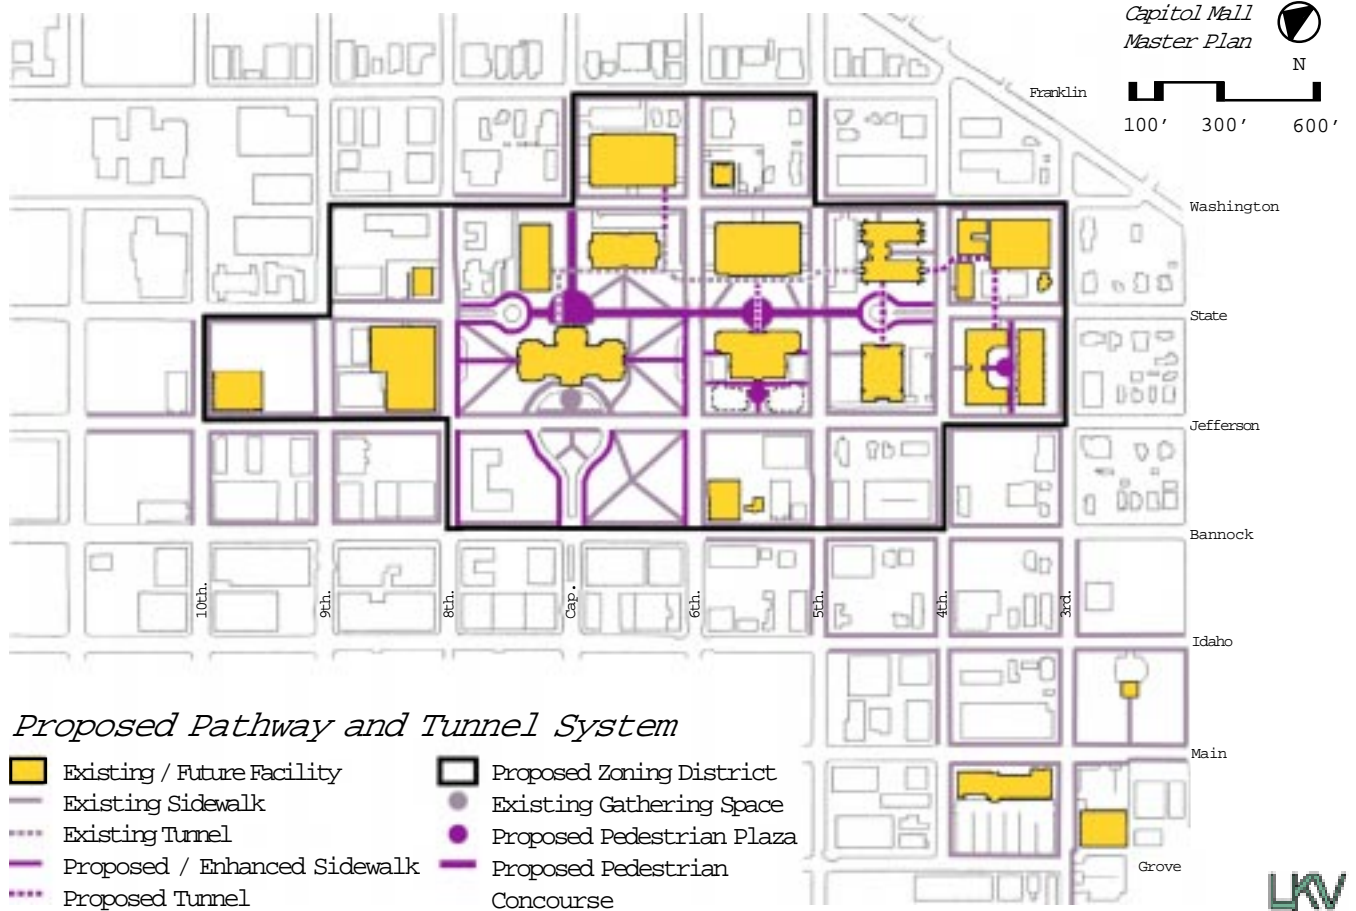 Capitol Mall
Master Plan
N
100’ 300’ 600’
Franklin
Washington
State
Jefferson
Bannock
10th. 9th. 8th. Cap. 6th. 5th. 4th. 3rd.
Idaho
Main
Grove
Proposed Pathway and Tunnel System
Existing / Future Facility
Existing Sidewalk
Existing Tunnel
Proposed / Enhanced Sidewalk
Proposed Tunnel
Proposed Zoning District
Existing Gathering Space
Proposed Pedestrian Plaza
Proposed Pedestrian
Concourse
LKV